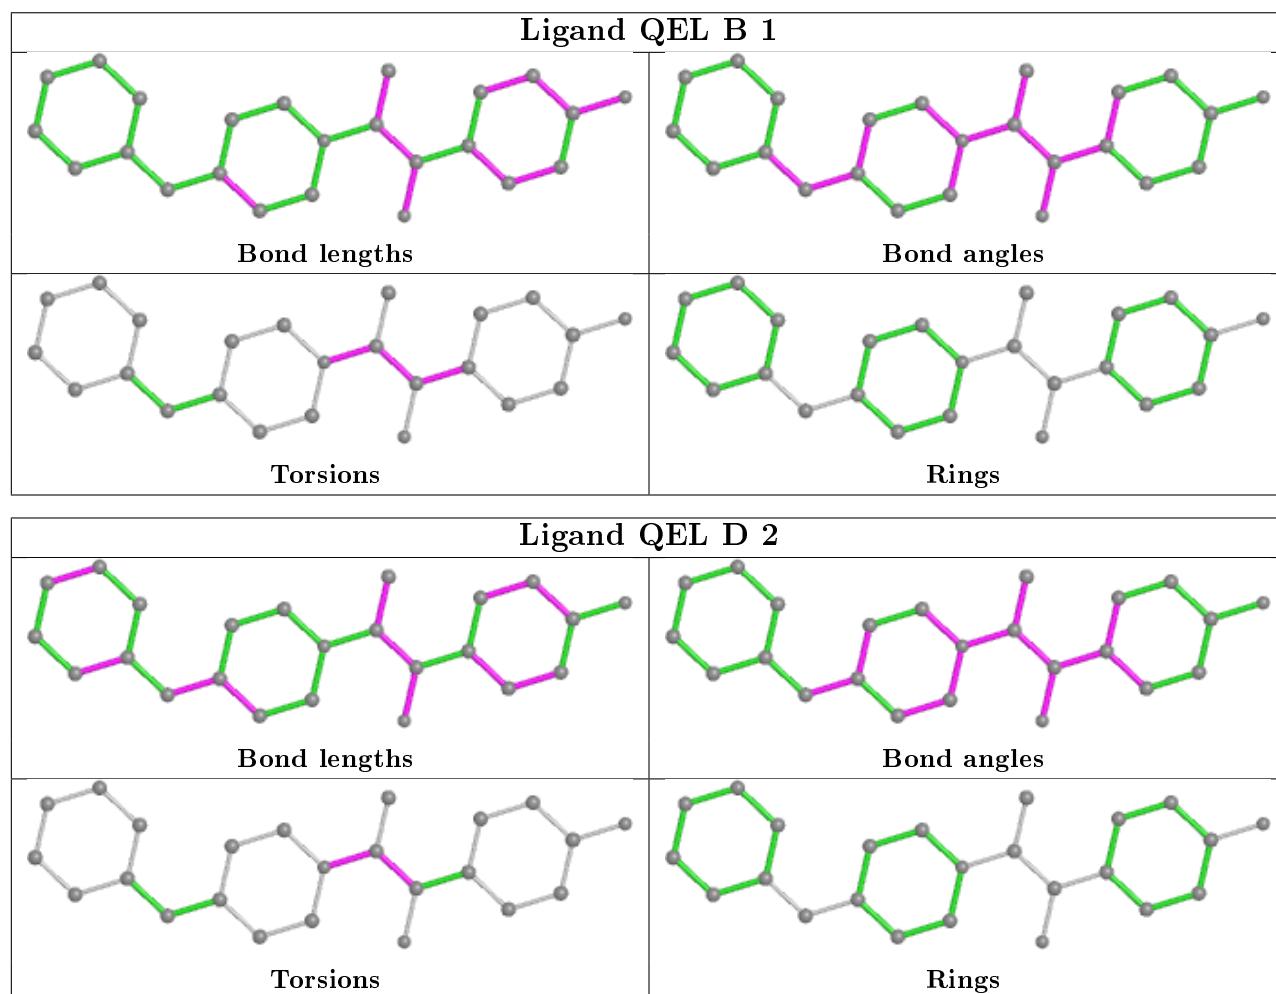 Ligand QEL B 1
Bond lengths
Bond angles
Torsions
Rings
Ligand QEL D 2
Bond lengths
Bond angles
Torsions
Rings